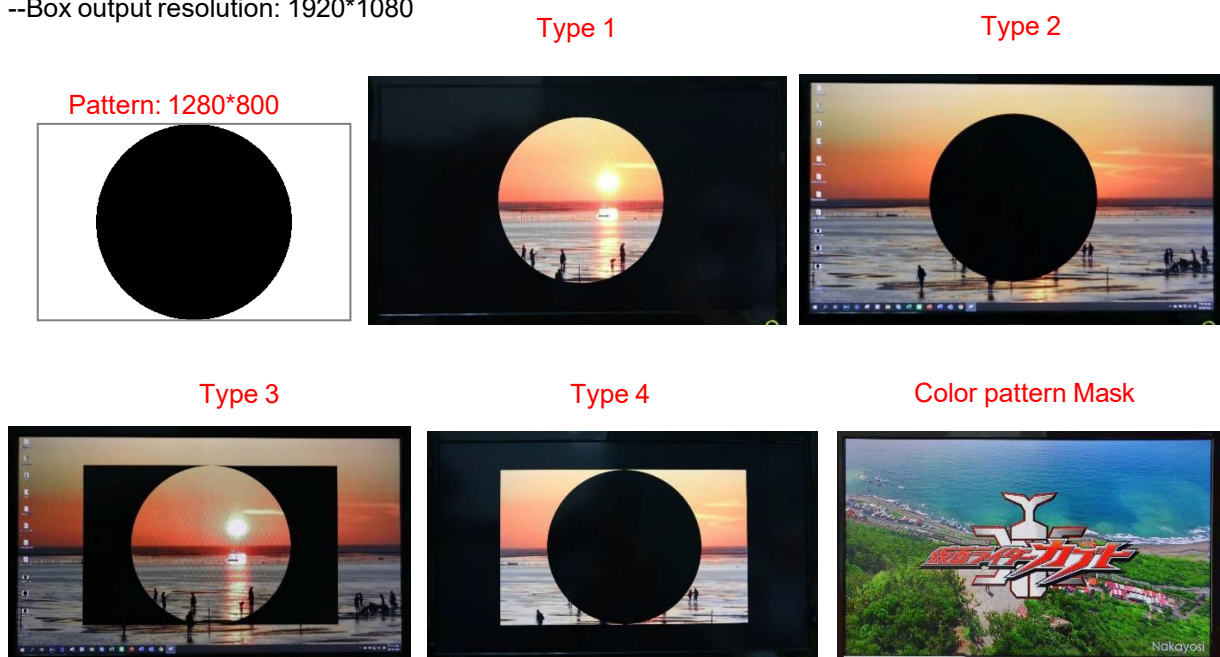 --Box output resolution: 1920*1080
Type 1
Type 2
Pattern: 1280*800
Type 3
Type 4
Color pattern Mask
仮面ライダーカブト
Nakayosi